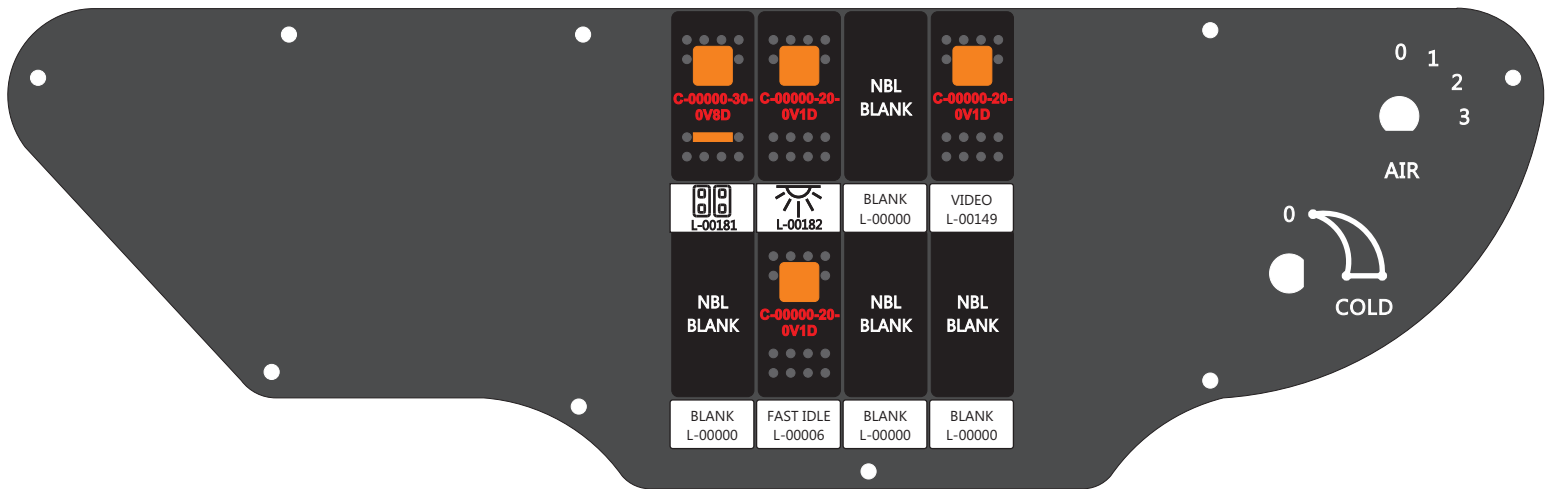 C-00000-30-
0V8D
C-00000-20-
0V1D
NBL
BLANK
C-00000-20-
0V1D
0
1
2
3
AIR
L-00181
L-00182
BLANK
L-00000
VIDEO
L-00149
0
COLD
NBL
BLANK
C-00000-20-
0V1D
NBL
BLANK
NBL
BLANK
BLANK
L-00000
FAST IDLE
L-00006
BLANK
L-00000
BLANK
L-00000